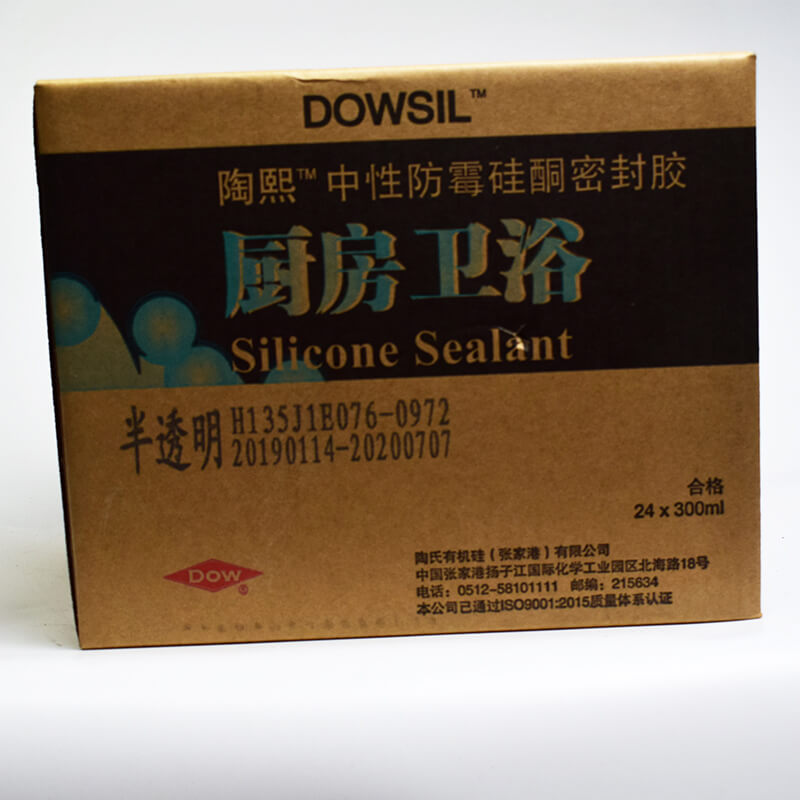 DOWSIL™
陶熙™中性防霉硅酮密封胶
厨房卫浴
Silicone Sealant
半透明 H135J1E076-0972
20190114-20200707
合格
24 x 300ml
陶氏有机硅（张家港）有限公司
中国张家港扬子江国际化学工业园区北海路18号
电话：0512-58101111 邮编：215634
本公司已通过ISO9001:2015质量体系认证
DOW®